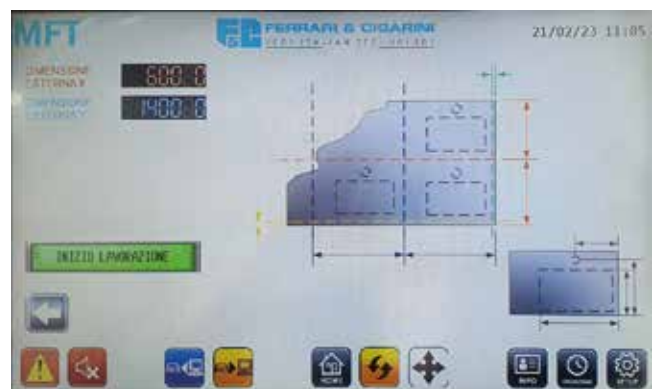 MFT
FERRARI & CIGARINI
21/02/23 11:05
DIMENSIONE
ESTERNA X
600.0
DIMENSIONE
ESTERNA Y
1400.0
INIZIO LAVORAZIONE
HOME
INFO
SETUP